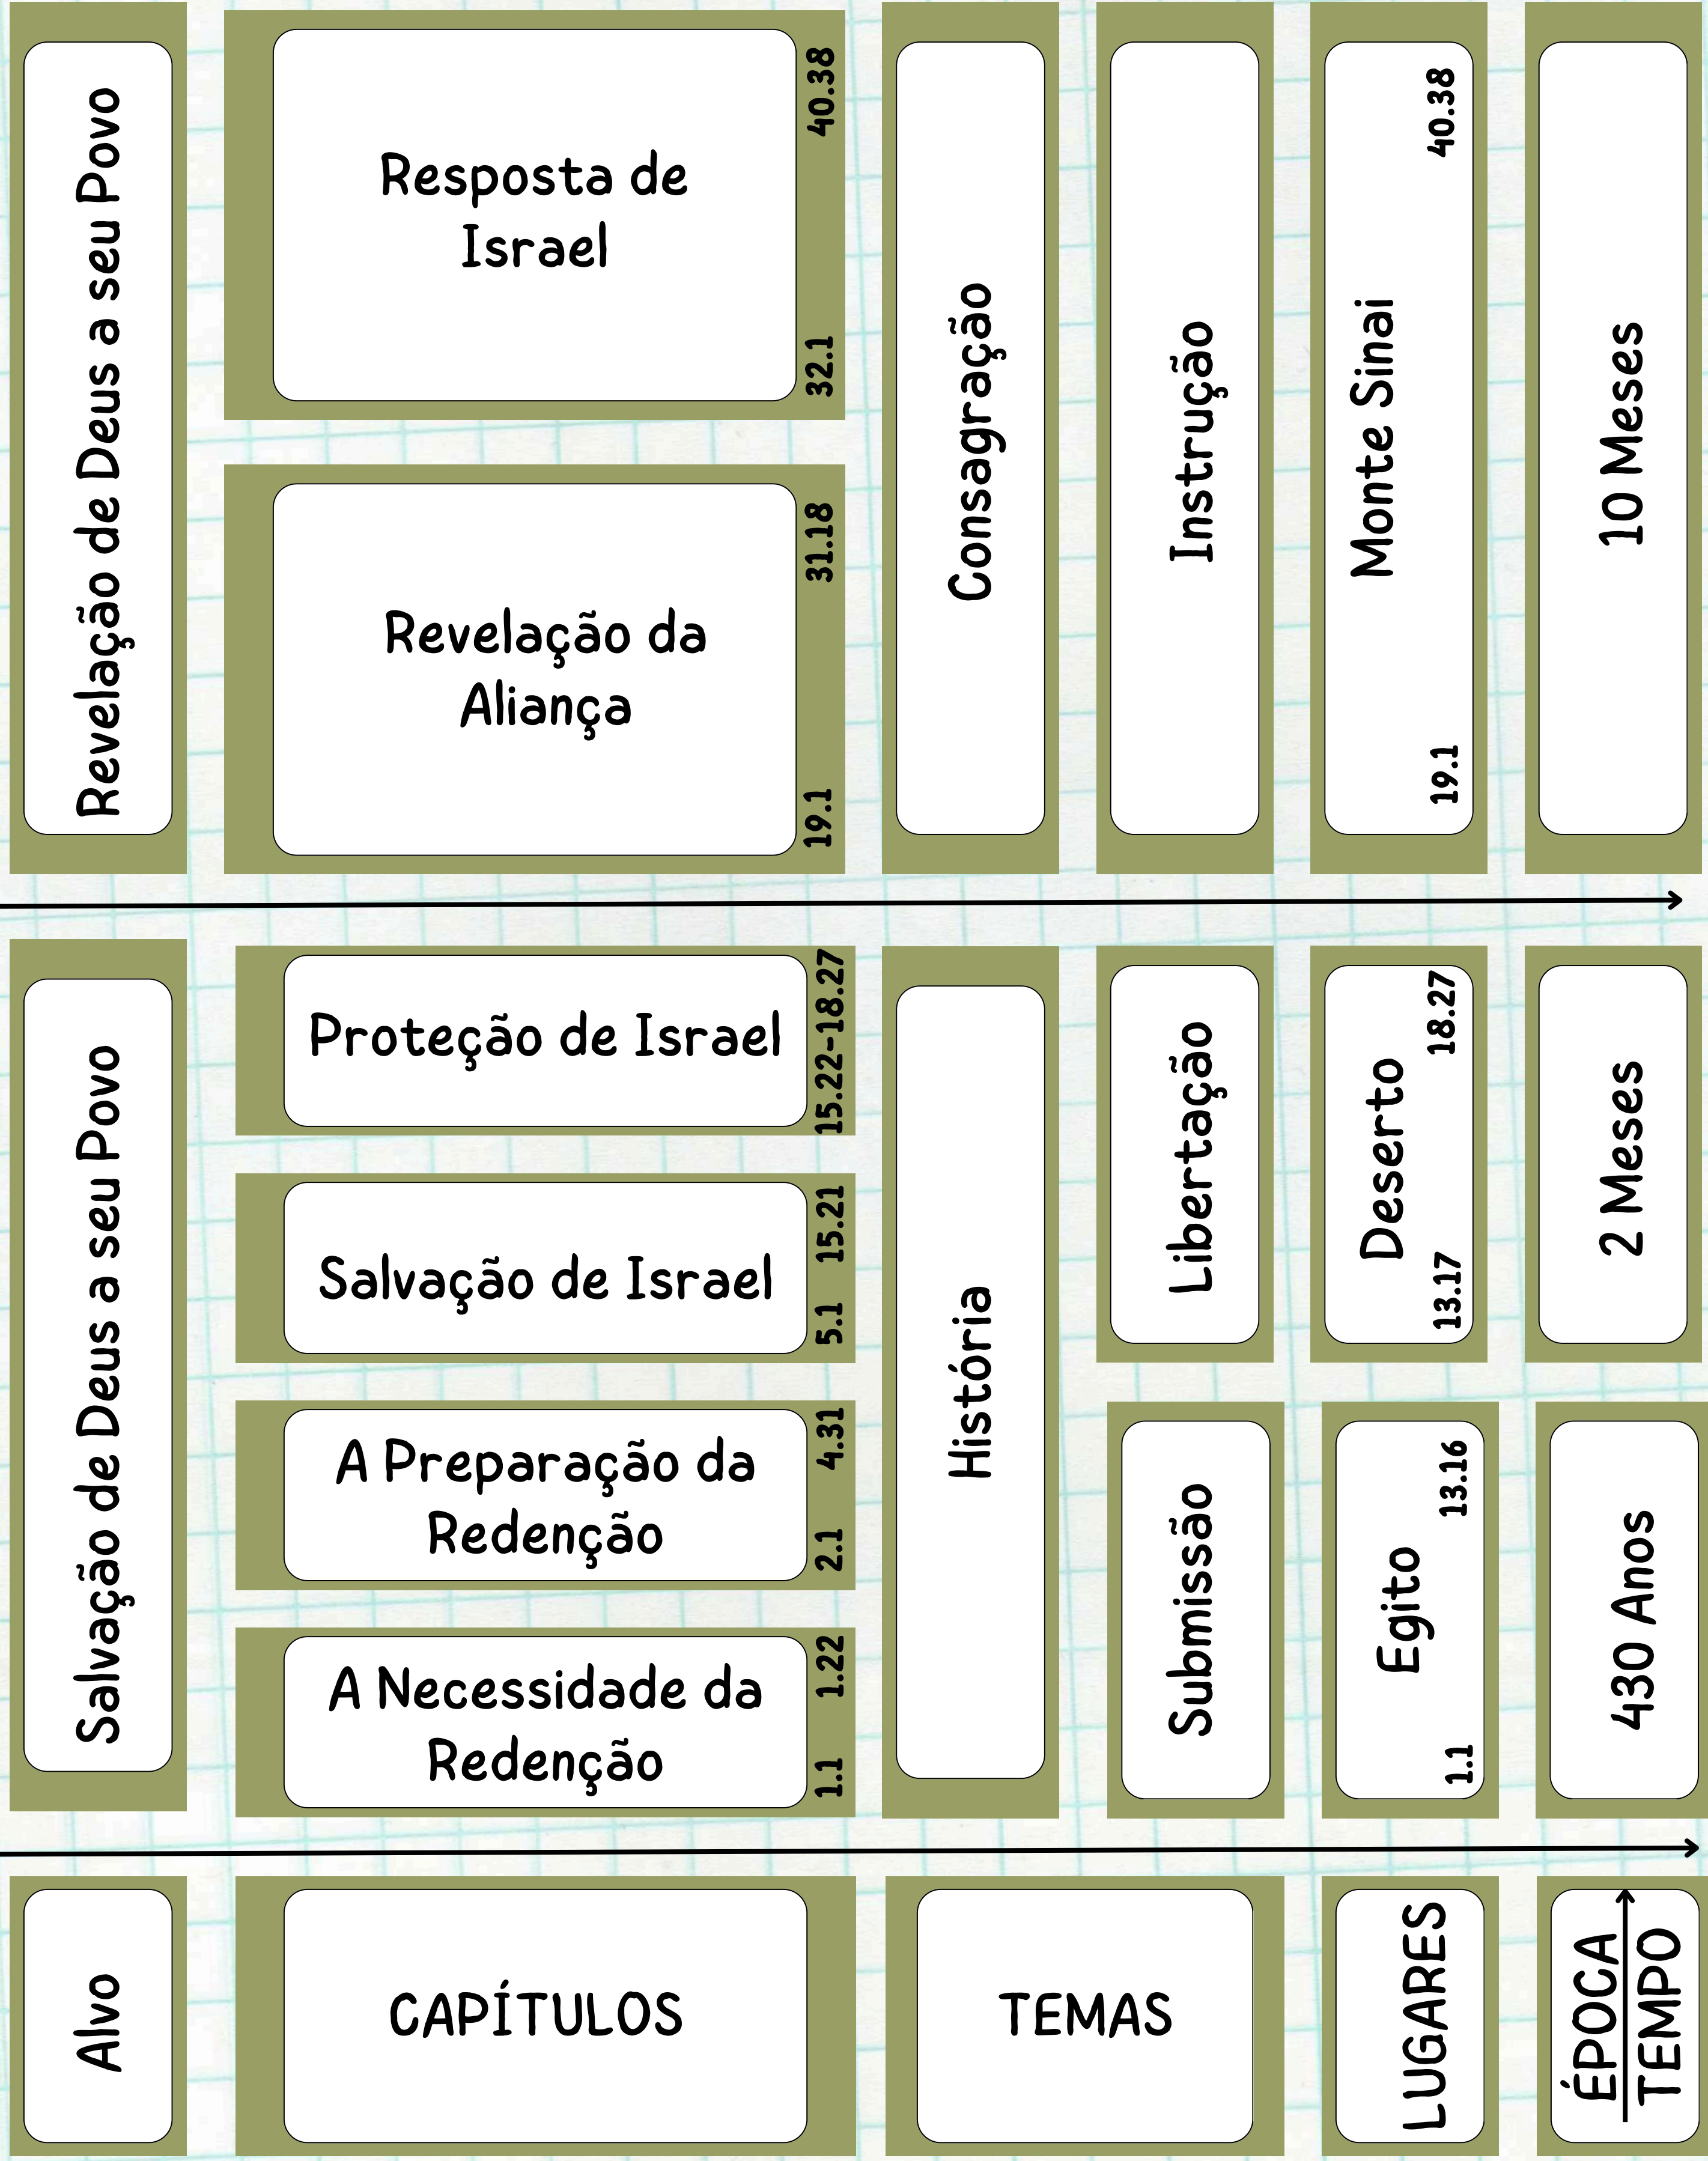 Alvo
Salvação de Deus a seu Povo
Revelação de Deus a seu Povo
CAPÍTULOS
A Necessidade da
Redenção
1.1 1.22
A Preparação da
Redenção
2.1 4.31
Salvação de Israel
5.1 15.21
Proteção de Israel
15.22-18.27
Revelação da
Aliança
19.1 31.18
Resposta de
Israel
32.1 40.38
TEMAS
História
Consagração
Submissão
Libertação
Instrução
LUGARES
Egito
1.1 13.16
Deserto
13.17 18.27
Monte Sinai
19.1 40.38
ÉPOCA
TEMPO
430 Anos
2 Meses
10 Meses